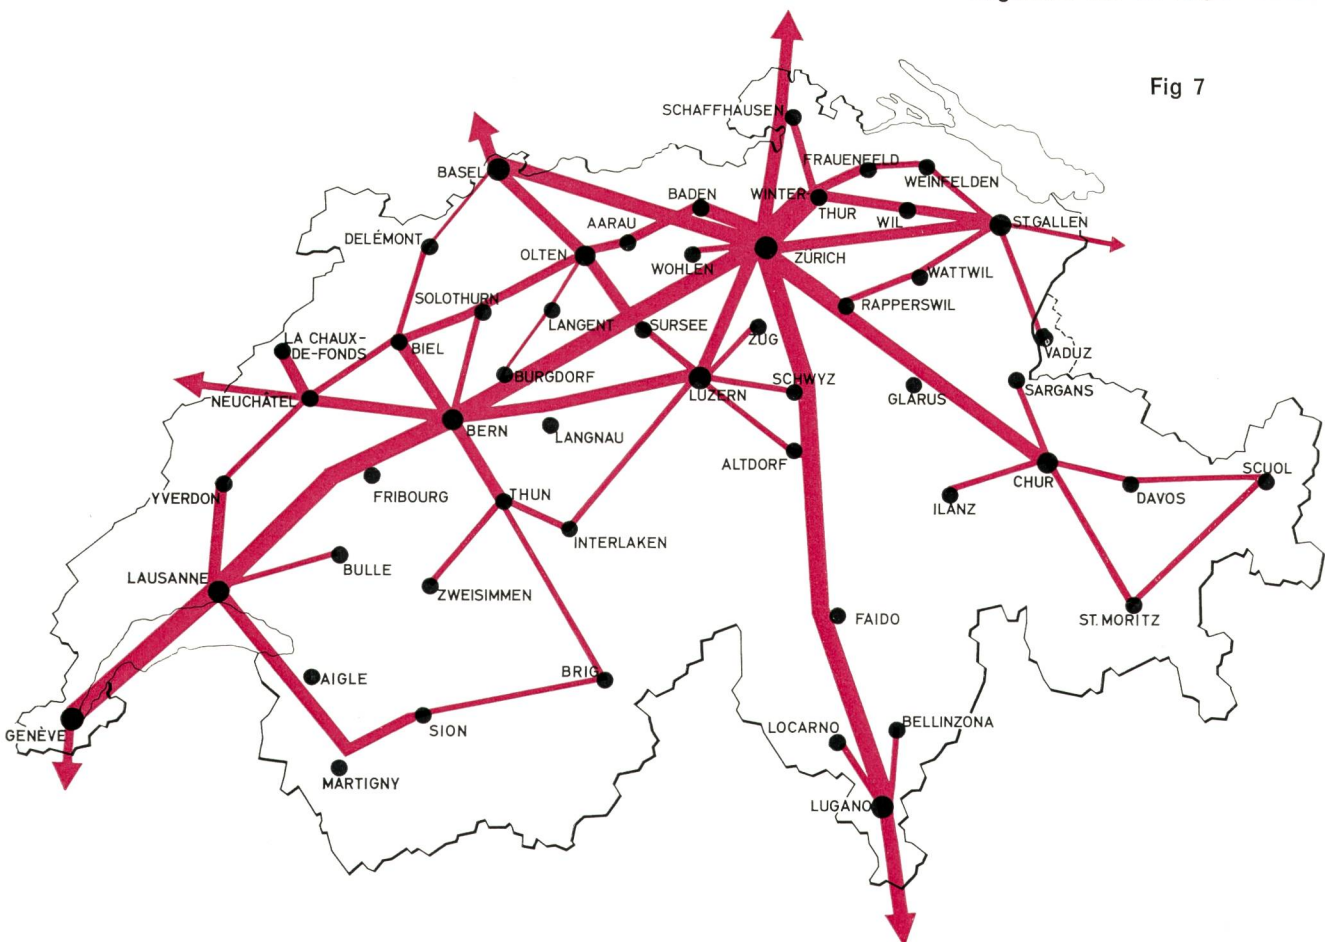 Fig 7
SCHAFFHAUSEN
FRAUENFELD
WEINFELDEN
BASEL
BADEN
WINTER-
THUR
WIL
ST.GALLEN
AARAU
DELÉMONT
OLTEN
WOHLEN
ZÜRICH
WATTWIL
SOLOTHURN
RAPPERSWIL
LANGENT
SURSEE
ZUG
VADUZ
LA CHAUX-
DE-FONDS
BIEL
BURGDORF
LUZERN
SCHWYZ
GLARUS
SARGANS
NEUCHÂTEL
BERN
LANGNAU
ALTDORF
CHUR
SCUOL
YVERDON
FRIBOURG
THUN
ILANZ
DAVOS
INTERLAKEN
LAUSANNE
BULLE
ZWEISIMMEN
FAIDO
ST.MORITZ
AIGLE
BRIG
GENÈVE
SION
LOCARNO
BELLINZONA
MARTIGNY
LUGANO